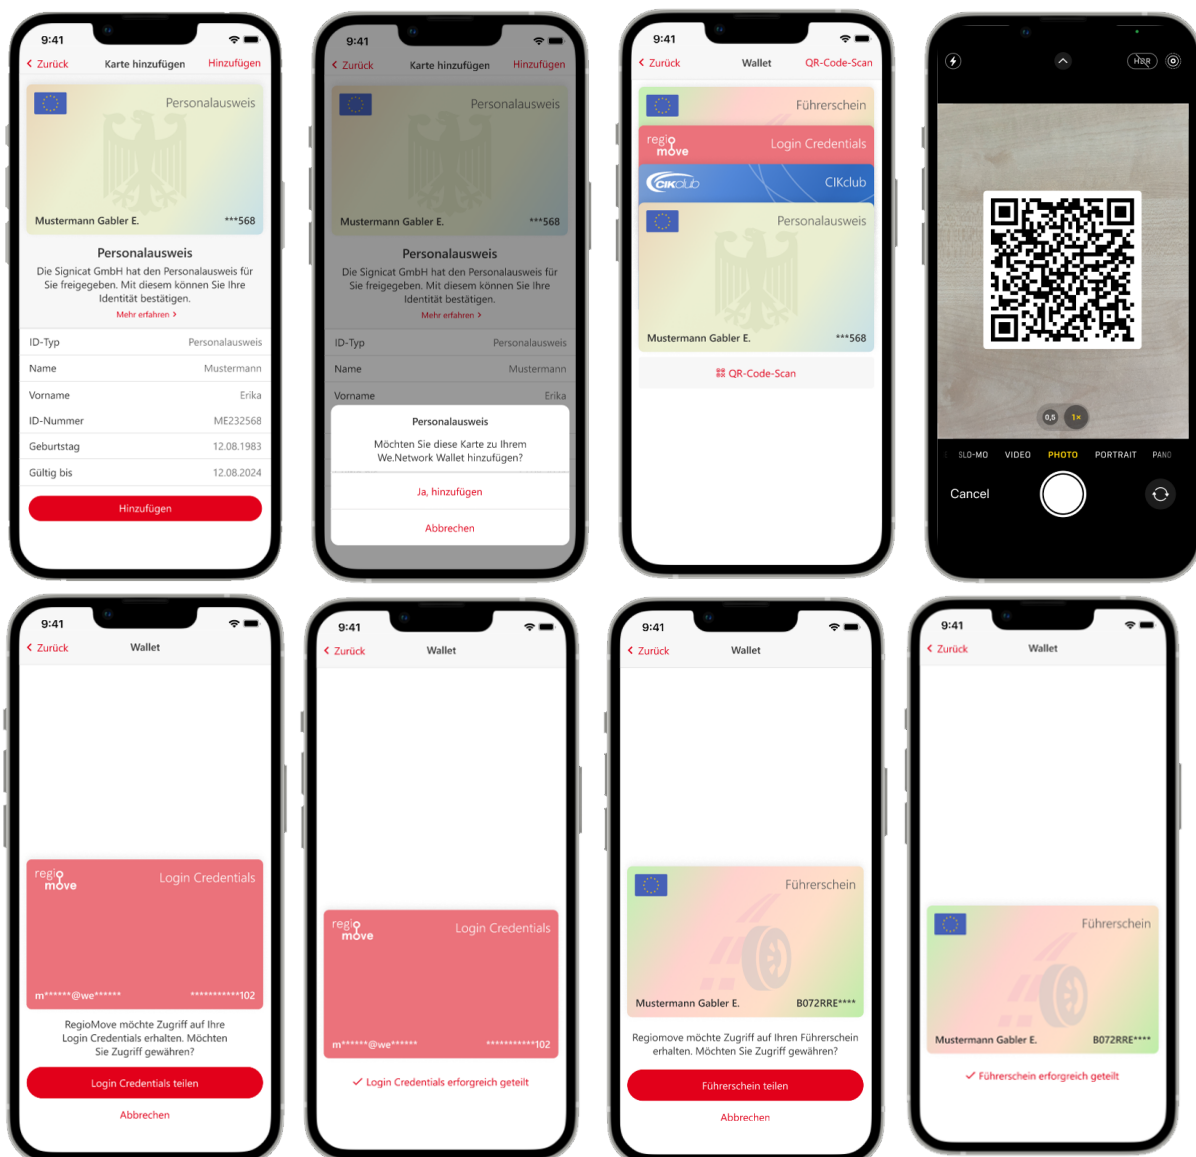 9:41
Zurück Karte hinzufügen Hinzufügen
Personalausweis
Mustermann Gabler E. ***568
Personalausweis
Die Signicat GmbH hat den Personalausweis für
Sie freigegeben. Mit diesem können Sie Ihre
Identität bestätigen.
Mehr erfahren
ID-Typ Personalausweis
Name Mustermann
Vorname Erika
ID-Nummer ME232568
Geburtstag 12.08.1983
Gültig bis 12.08.2024
Hinzufügen
9:41
Zurück Karte hinzufügen Hinzufügen
Personalausweis
Mustermann Gabler E. ***568
Personalausweis
Die Signicat GmbH hat den Personalausweis für
Sie freigegeben. Mit diesem können Sie Ihre
Identität bestätigen.
Mehr erfahren
ID-Typ Personalausweis
Name Mustermann
Vorname Erika
Personalausweis
Möchten Sie diese Karte zu Ihrem
We.Network Wallet hinzufügen?
Ja, hinzufügen
Abbrechen
9:41
Zurück Wallet QR-Code-Scan
Führerschein
regio
move
Login Credentials
CIKclub CIKclub
Personalausweis
Mustermann Gabler E. ***568
QR-Code-Scan
HDR
0,5 1×
SLO-MO VIDEO PHOTO PORTRAIT PANO
Cancel
9:41
Zurück Wallet
regio
move
Login Credentials
m******@we****** ***********102
RegioMove möchte Zugriff auf Ihre
Login Credentials erhalten. Möchten
Sie Zugriff gewähren?
Login Credentials teilen
Abbrechen
9:41
Zurück Wallet
regio
move
Login Credentials
m******@we****** ***********102
Login Credentials erforgreich geteilt
9:41
Zurück Wallet
Führerschein
Mustermann Gabler E. B072RRE****
Regiomove möchte Zugriff auf Ihren Führerschein
erhalten. Möchten Sie Zugriff gewähren?
Führerschein teilen
Abbrechen
9:41
Zurück Wallet
Führerschein
Mustermann Gabler E. B072RRE****
Führerschein erforgreich geteilt